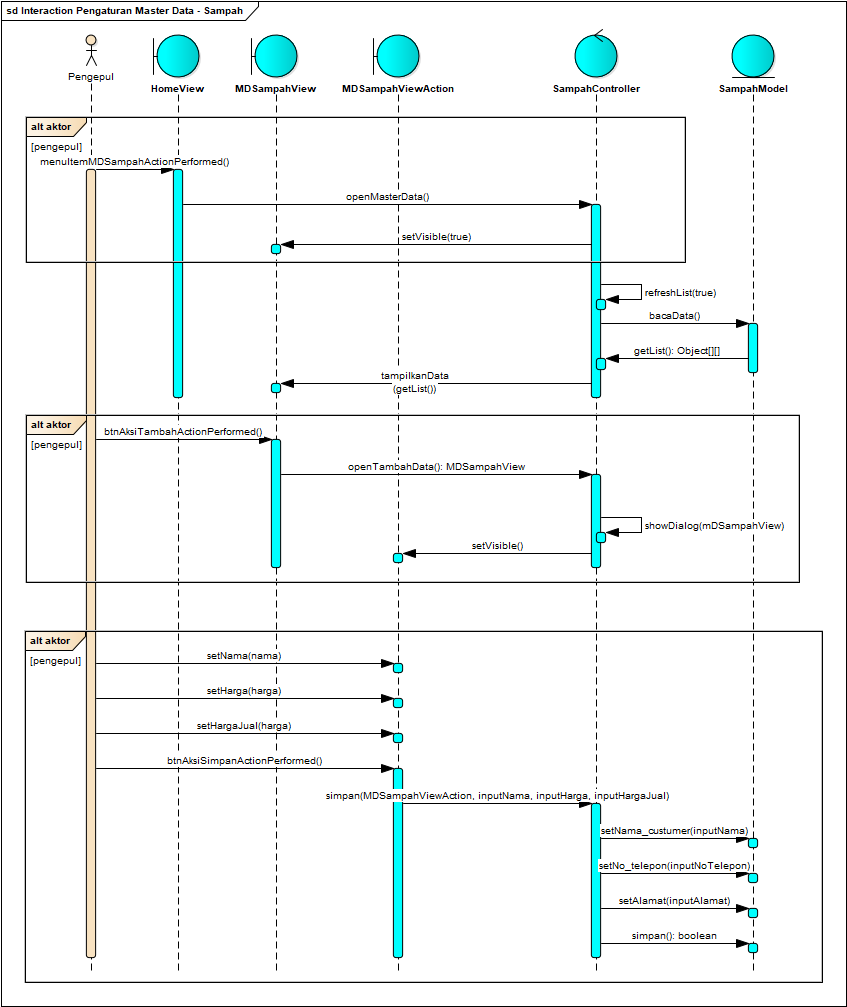 sd Interaction Pengaturan Master Data - Sampah
Pengepul
HomeView
MDSampahView
MDSampahViewAction
SampahController
SampahModel
alt aktor
[pengepul]
menuItemMDSampahActionPerformed()
openMasterData()
setVisible(true)
refreshList(true)
bacaData()
getList(): Object[][]
tampilkanData
(getList())
alt aktor
btnAksiTambahActionPerformed()
[pengepul]
openTambahData(): MDSampahView
showDialog(mDSampahView)
setVisible()
alt aktor
[pengepul]
setNama(nama)
setHarga(harga)
setHargaJual(harga)
btnAksiSimpanActionPerformed()
simpan(MDSampahViewAction, inputNama, inputHarga, inputHargaJual)
setNama_custumer(inputNama)
setNo_telepon(inputNoTelepon)
setAlamat(inputAlamat)
simpan(): boolean